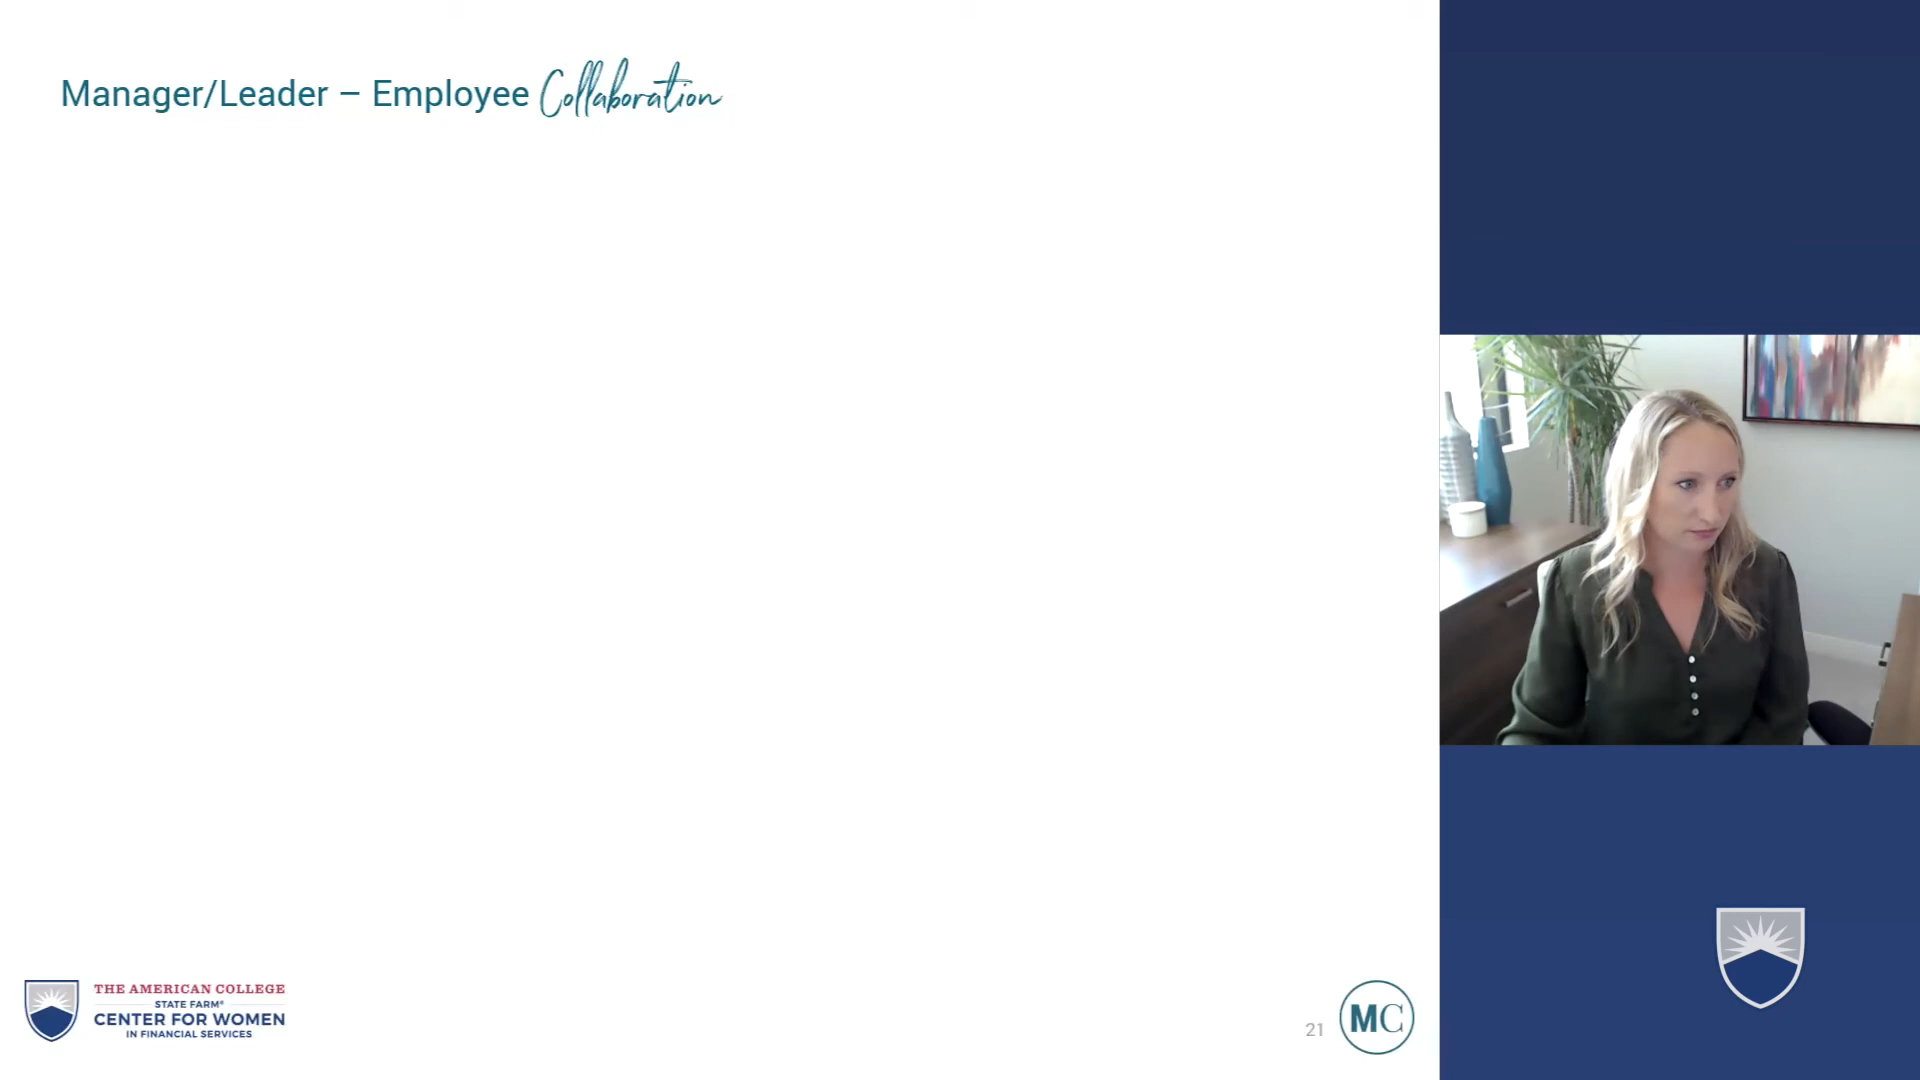 Manager/Leader – Employee Collaboration
THE AMERICAN COLLEGE
STATE FARM®
CENTER FOR WOMEN
IN FINANCIAL SERVICES
21
MC